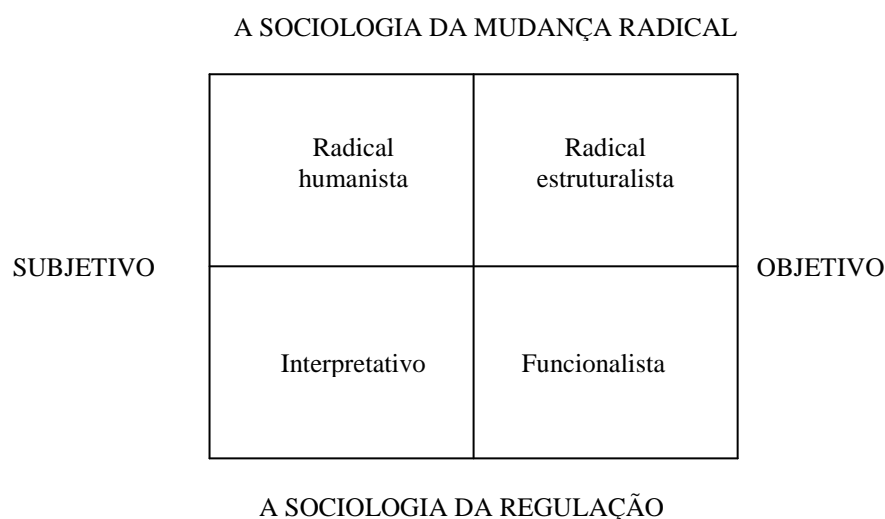 A SOCIOLOGIA DA MUDANÇA RADICAL
Radical
humanista
Radical
estruturalista
SUBJETIVO
OBJETIVO
Interpretativo
Funcionalista
A SOCIOLOGIA DA REGULAÇÃO